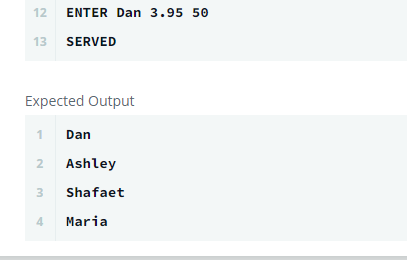 12 ENTER Dan 3.95 50
13 SERVED
Expected Output
1 Dan
2 Ashley
3 Shafaet
4 Maria